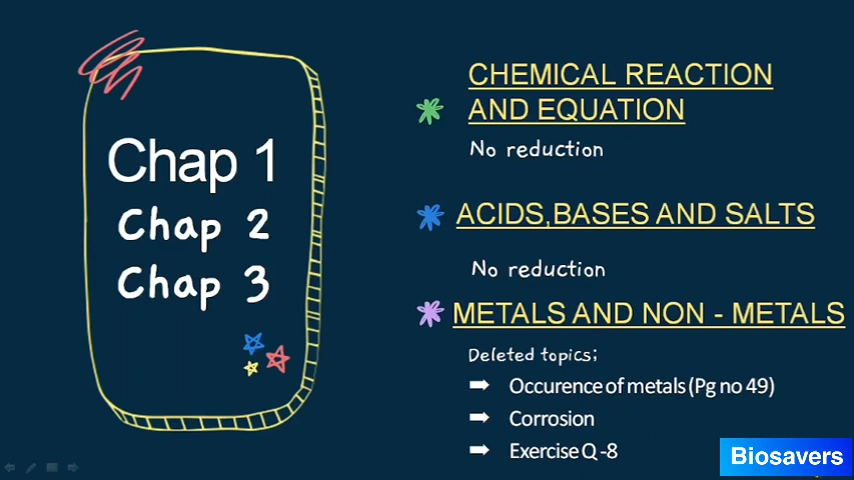 Chap 1
Chap 2
Chap 3
CHEMICAL REACTION
AND EQUATION
No reduction
ACIDS,BASES AND SALTS
No reduction
METALS AND NON - METALS
Deleted topics;
Occurence of metals (Pg no 49)
Corrosion
Exercise Q -8
Biosavers